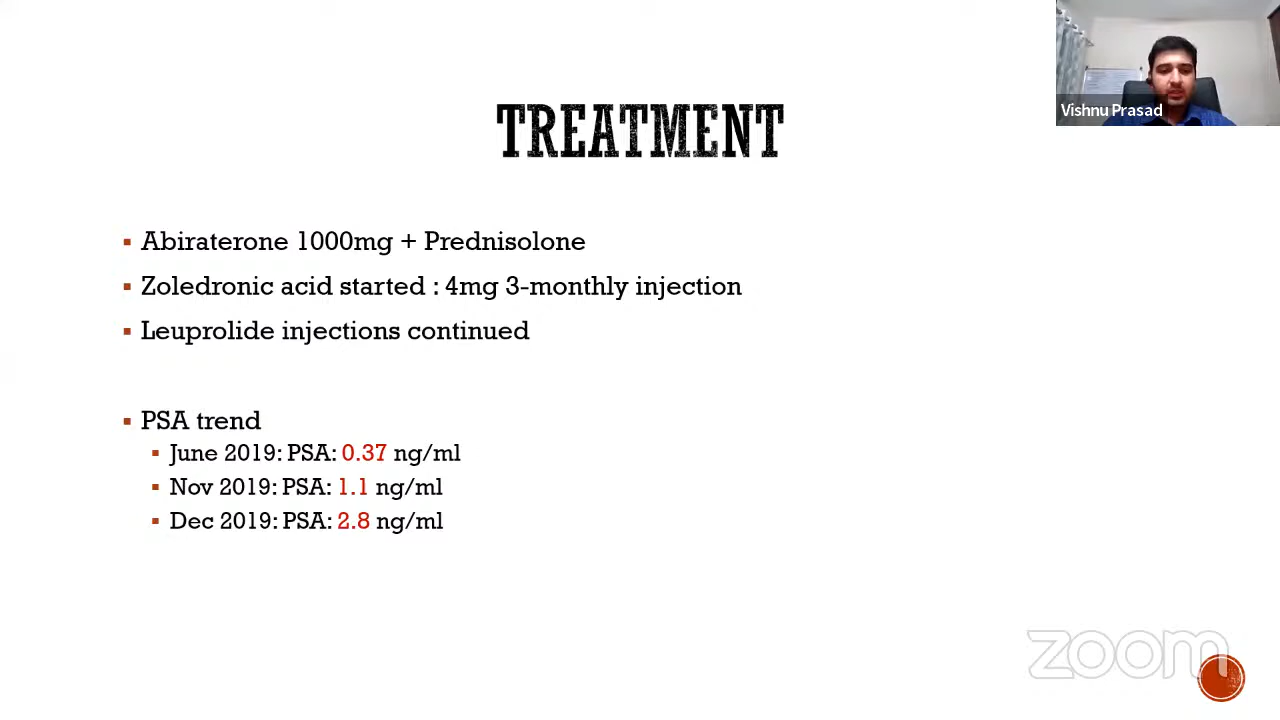 Vishnu Prasad
TREATMENT
Abiraterone 1000mg + Prednisolone
Zoledronic acid started : 4mg 3-monthly injection
Leuprolide injections continued
PSA trend
June 2019: PSA: 0.37 ng/ml
Nov 2019: PSA: 1.1 ng/ml
Dec 2019: PSA: 2.8 ng/ml
zoom